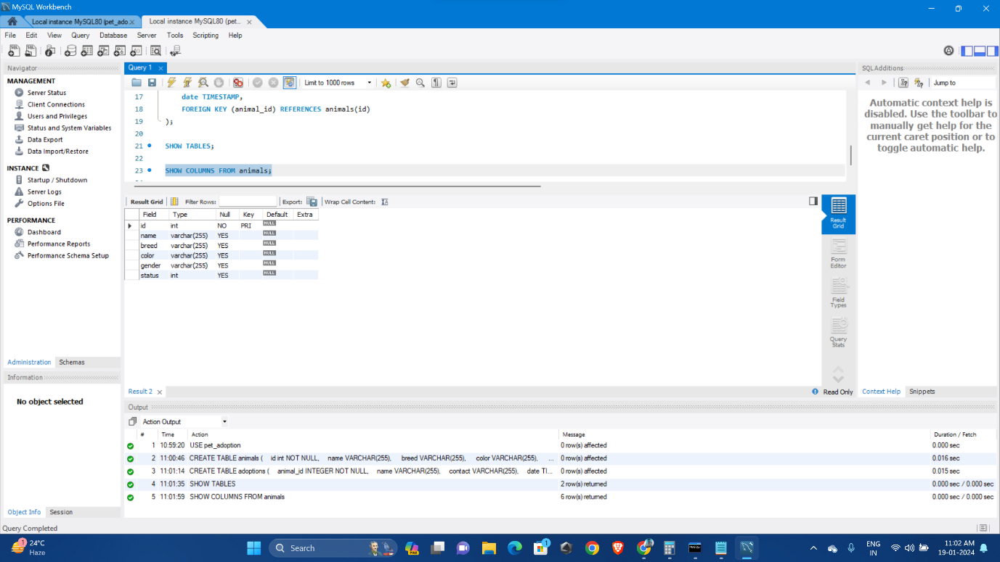 MySQL Workbench
Local instance MySQL80 (pet_ado... Local instance MySQL80 (pet...
File Edit View Query Database Server Tools Scripting Help
Navigator
MANAGEMENT
Server Status
Client Connections
Users and Privileges
Status and System Variables
Data Export
Data Import/Restore
INSTANCE
Startup / Shutdown
Server Logs
Options File
PERFORMANCE
Dashboard
Performance Reports
Performance Schema Setup
Administration Schemas
Information
No object selected
Object Info Session
Query Completed
Query 1
Limit to 1000 rows
17 date TIMESTAMP,
18 FOREIGN KEY (animal_id) REFERENCES animals(id)
19 );
20
21 SHOW TABLES;
22
23 SHOW COLUMNS FROM animals;
Result Grid Filter Rows: Export: Wrap Cell Content:
Field Type Null Key Default Extra
id int NO PRI NULL
name varchar(255) YES NULL
breed varchar(255) YES NULL
color varchar(255) YES NULL
gender varchar(255) YES NULL
status int YES NULL
Result Grid
Form Editor
Field Types
Query Stats
Result 2
Read Only
SQLAdditions
Jump to
Automatic context help is
disabled. Use the toolbar to
manually get help for the
current caret position or to
toggle automatic help.
Context Help Snippets
Output
Action Output
# Time Action Message Duration / Fetch
1 10:59:20 USE pet_adoption 0 row(s) affected 0.000 sec
2 11:00:46 CREATE TABLE animals ( id int NOT NULL, name VARCHAR(255), breed VARCHAR(255), color VARCHAR(255), ... 0 row(s) affected 0.016 sec
3 11:01:14 CREATE TABLE adoptions ( animal_id INTEGER NOT NULL, name VARCHAR(255), contact VARCHAR(255), date TI... 0 row(s) affected 0.015 sec
4 11:01:35 SHOW TABLES 2 row(s) returned 0.000 sec / 0.000 sec
5 11:01:59 SHOW COLUMNS FROM animals 6 row(s) returned 0.000 sec / 0.000 sec
1
24°C
Haze
Search
PRE
1
ENG
IN
11:02 AM
19-01-2024